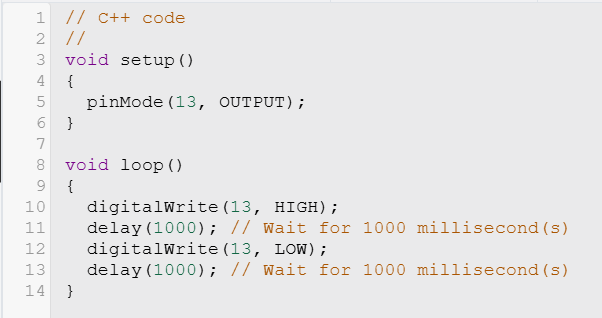 1 // C++ code
2 //
3 void setup()
4 {
5   pinMode(13, OUTPUT);
6 }
7
8 void loop()
9 {
10   digitalWrite(13, HIGH);
11   delay(1000); // Wait for 1000 millisecond(s)
12   digitalWrite(13, LOW);
13   delay(1000); // Wait for 1000 millisecond(s)
14 }